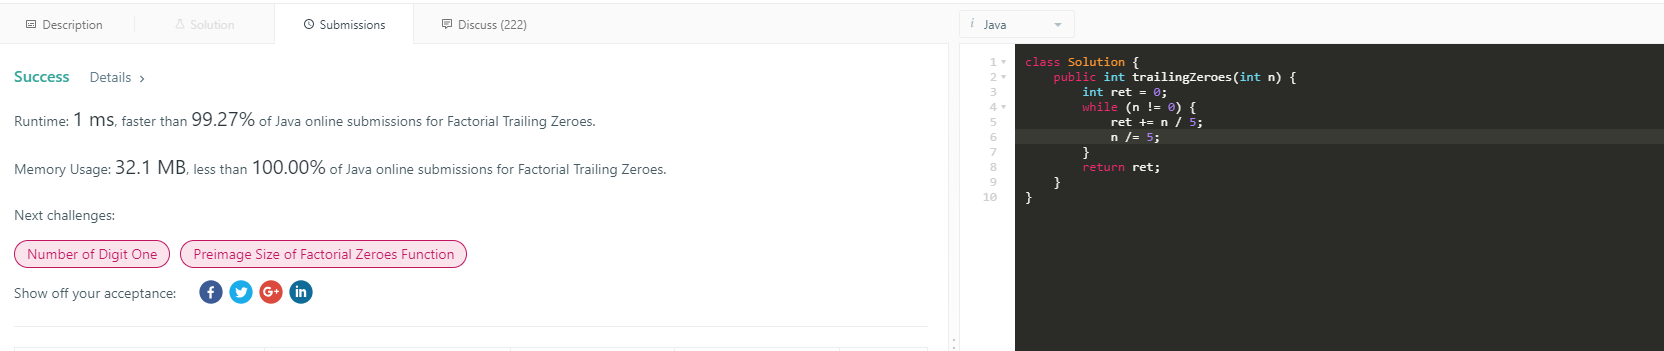 Description
Solution
Submissions
Discuss (222)
i Java
Success Details >
Runtime: 1 ms, faster than 99.27% of Java online submissions for Factorial Trailing Zeroes.
Memory Usage: 32.1 MB, less than 100.00% of Java online submissions for Factorial Trailing Zeroes.
Next challenges:
Number of Digit One
Preimage Size of Factorial Zeroes Function
Show off your acceptance:
f
G+
in
1 class Solution {
2     public int trailingZeroes(int n) {
3         int ret = 0;
4         while (n != 0) {
5             ret += n / 5;
6             n /= 5;
7         }
8         return ret;
9     }
10 }